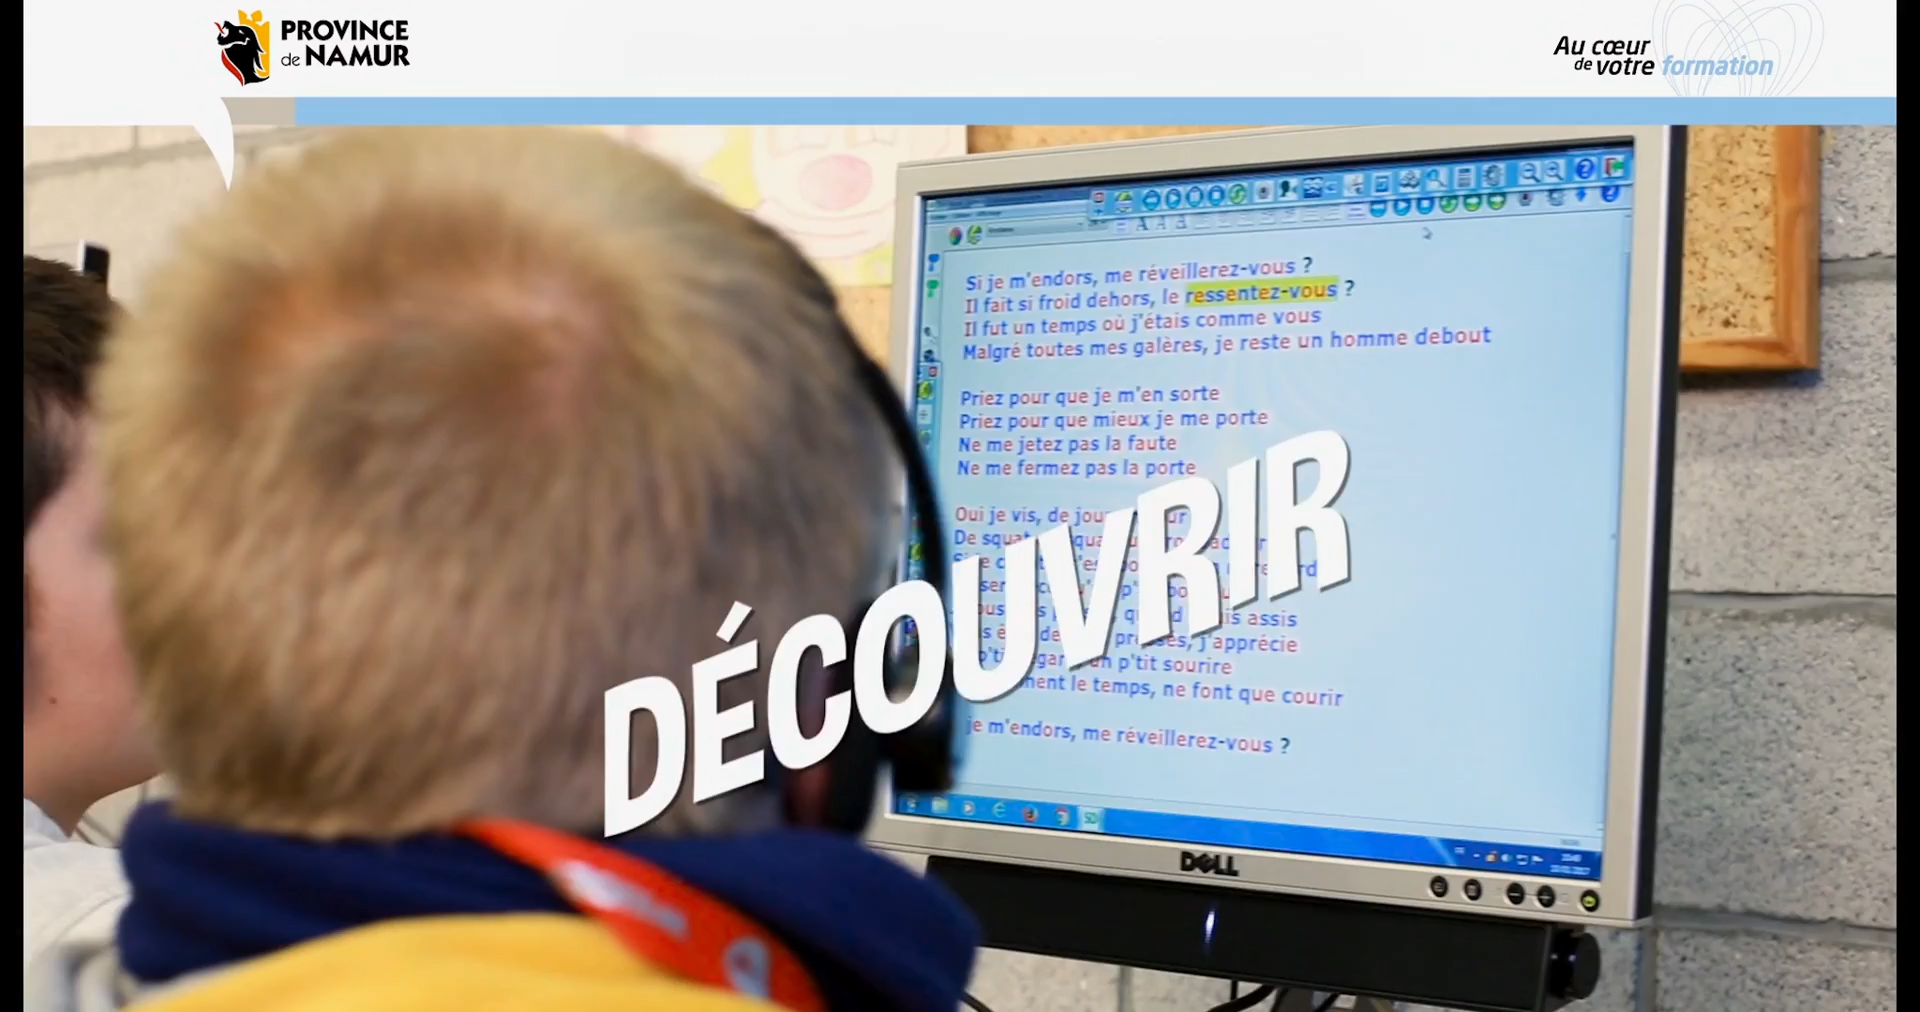 PROVINCE
de NAMUR
Au cœur
de votre formation
Si je m'endors, me réveillerez-vous ?
Il fait si froid dehors, le ressentez-vous ?
Il fut un temps où j'étais comme vous
Malgré toutes mes galères, je reste un homme debout
Priez pour que je m'en sorte
Priez pour que mieux je me porte
Ne me jetez pas la faute
Ne me fermez pas la porte
Oui je vis, de
De
assis
j'apprécie
p'tit sourire
le temps, ne font que courir
je m'endors, me réveillerez-vous ?
DÉCOUVRIR
DELL